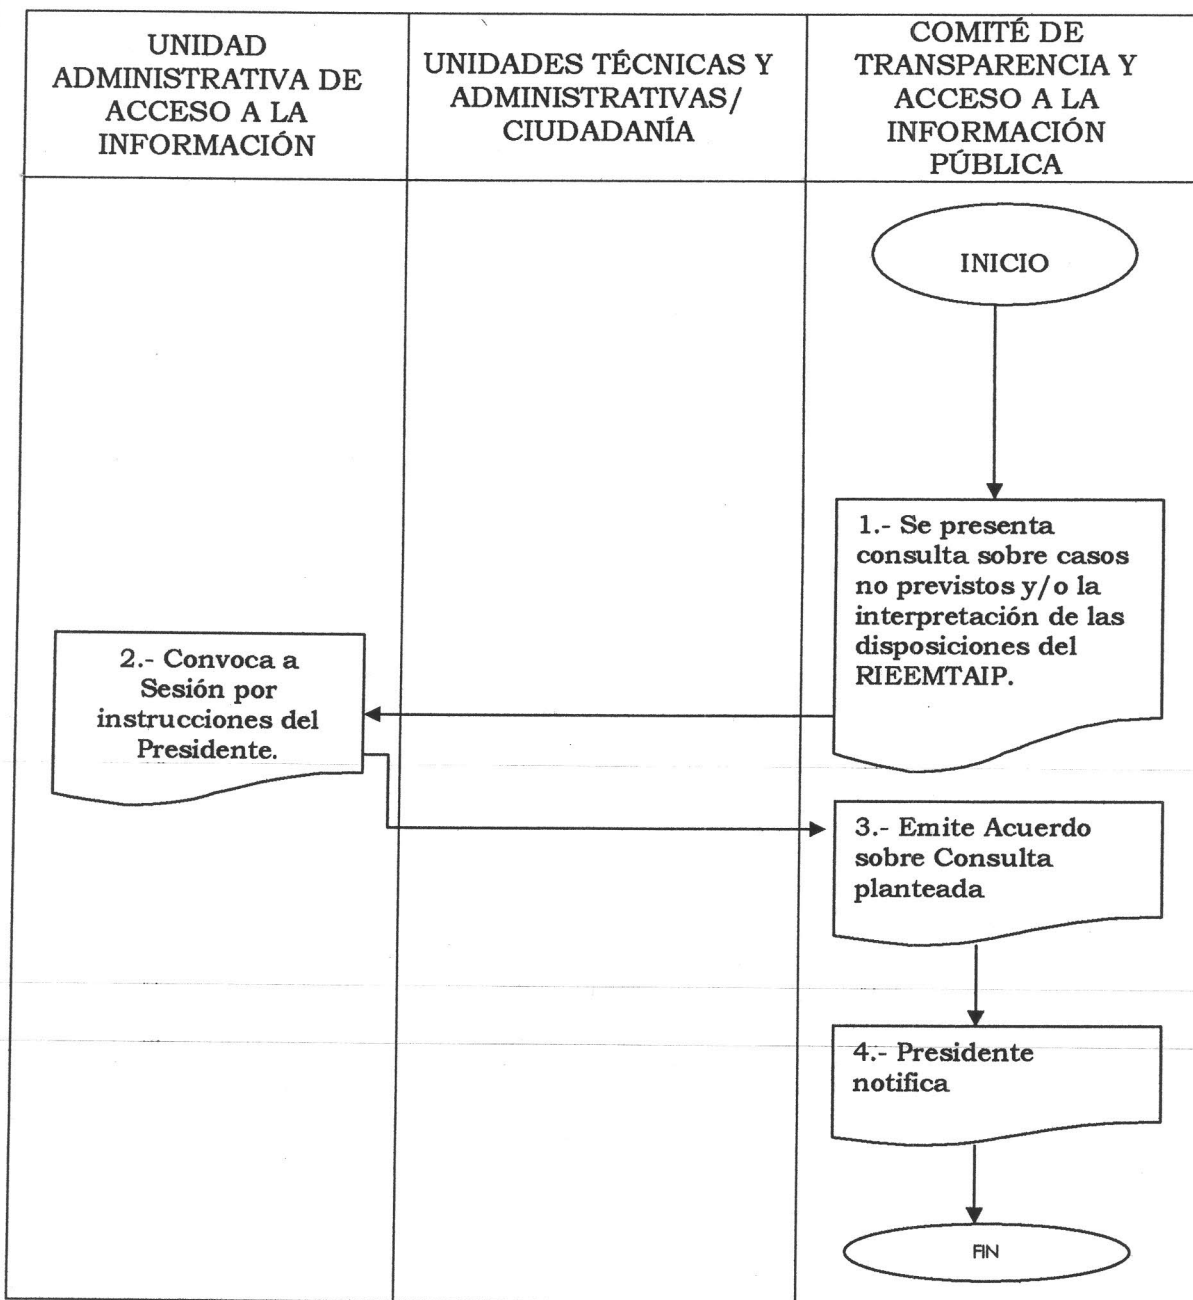 UNIDAD
ADMINISTRATIVA DE
ACCESO A LA
INFORMACIÓN
UNIDADES TÉCNICAS Y
ADMINISTRATIVAS/
CIUDADANÍA
COMITÉ DE
TRANSPARENCIA Y
ACCESO A LA
INFORMACIÓN
PÚBLICA
INICIO
1.- Se presenta
consulta sobre casos
no previstos y/o la
interpretación de las
disposiciones del
RIEEMTAIP.
2.- Convoca a
Sesión por
instrucciones del
Presidente.
3.- Emite Acuerdo
sobre Consulta
planteada
4.- Presidente
notifica
FIN